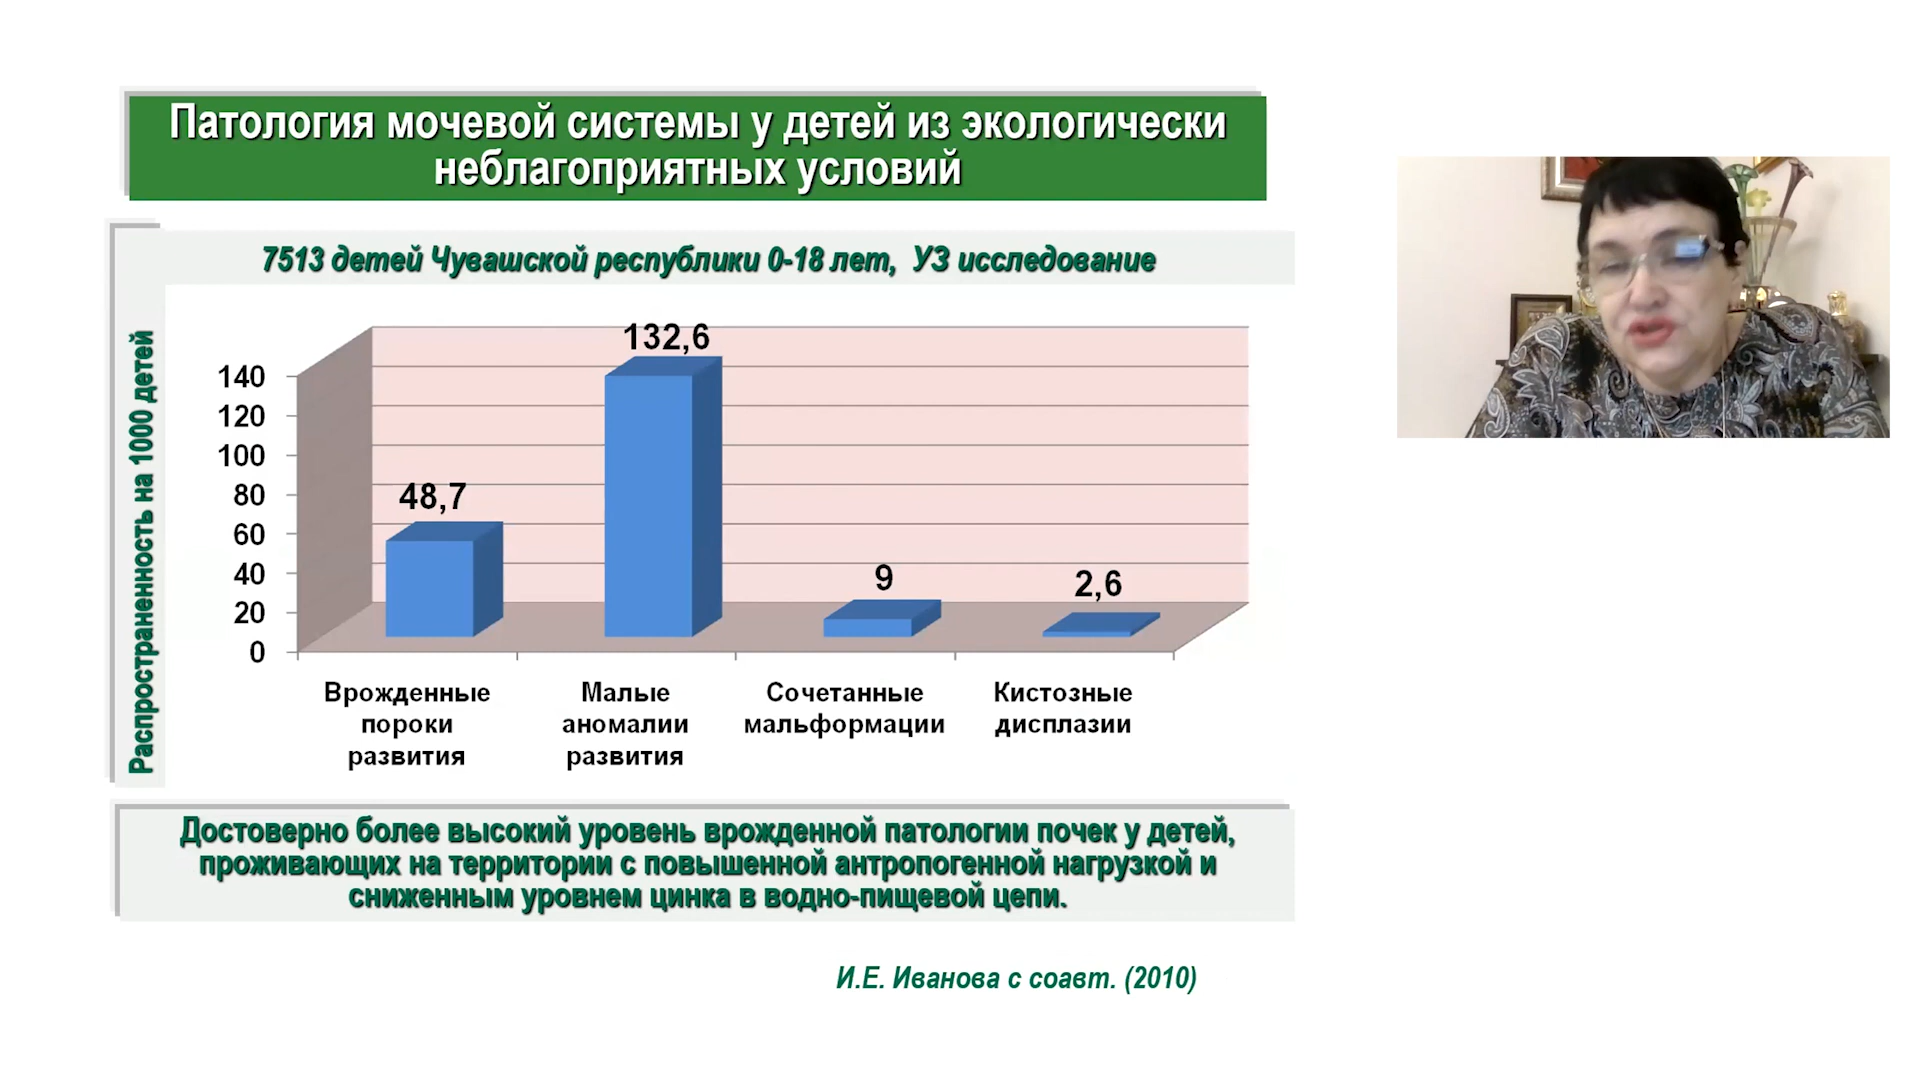 Патология мочевой системы у детей из экологически
неблагоприятных условий
7513 детей Чувашской республики 0-18 лет, УЗ исследование
Распространенность на 1000 детей
140
120
100
80
60
40
20
0
48,7
132,6
9
2,6
Врожденные
пороки
развития
Малые
аномалии
развития
Сочетанные
мальформации
Кистозные
дисплазии
Достоверно более высокий уровень врожденной патологии почек у детей,
проживающих на территории с повышенной антропогенной нагрузкой и
сниженным уровнем цинка в водно-пищевой цепи.
И.Е. Иванова с соавт. (2010)